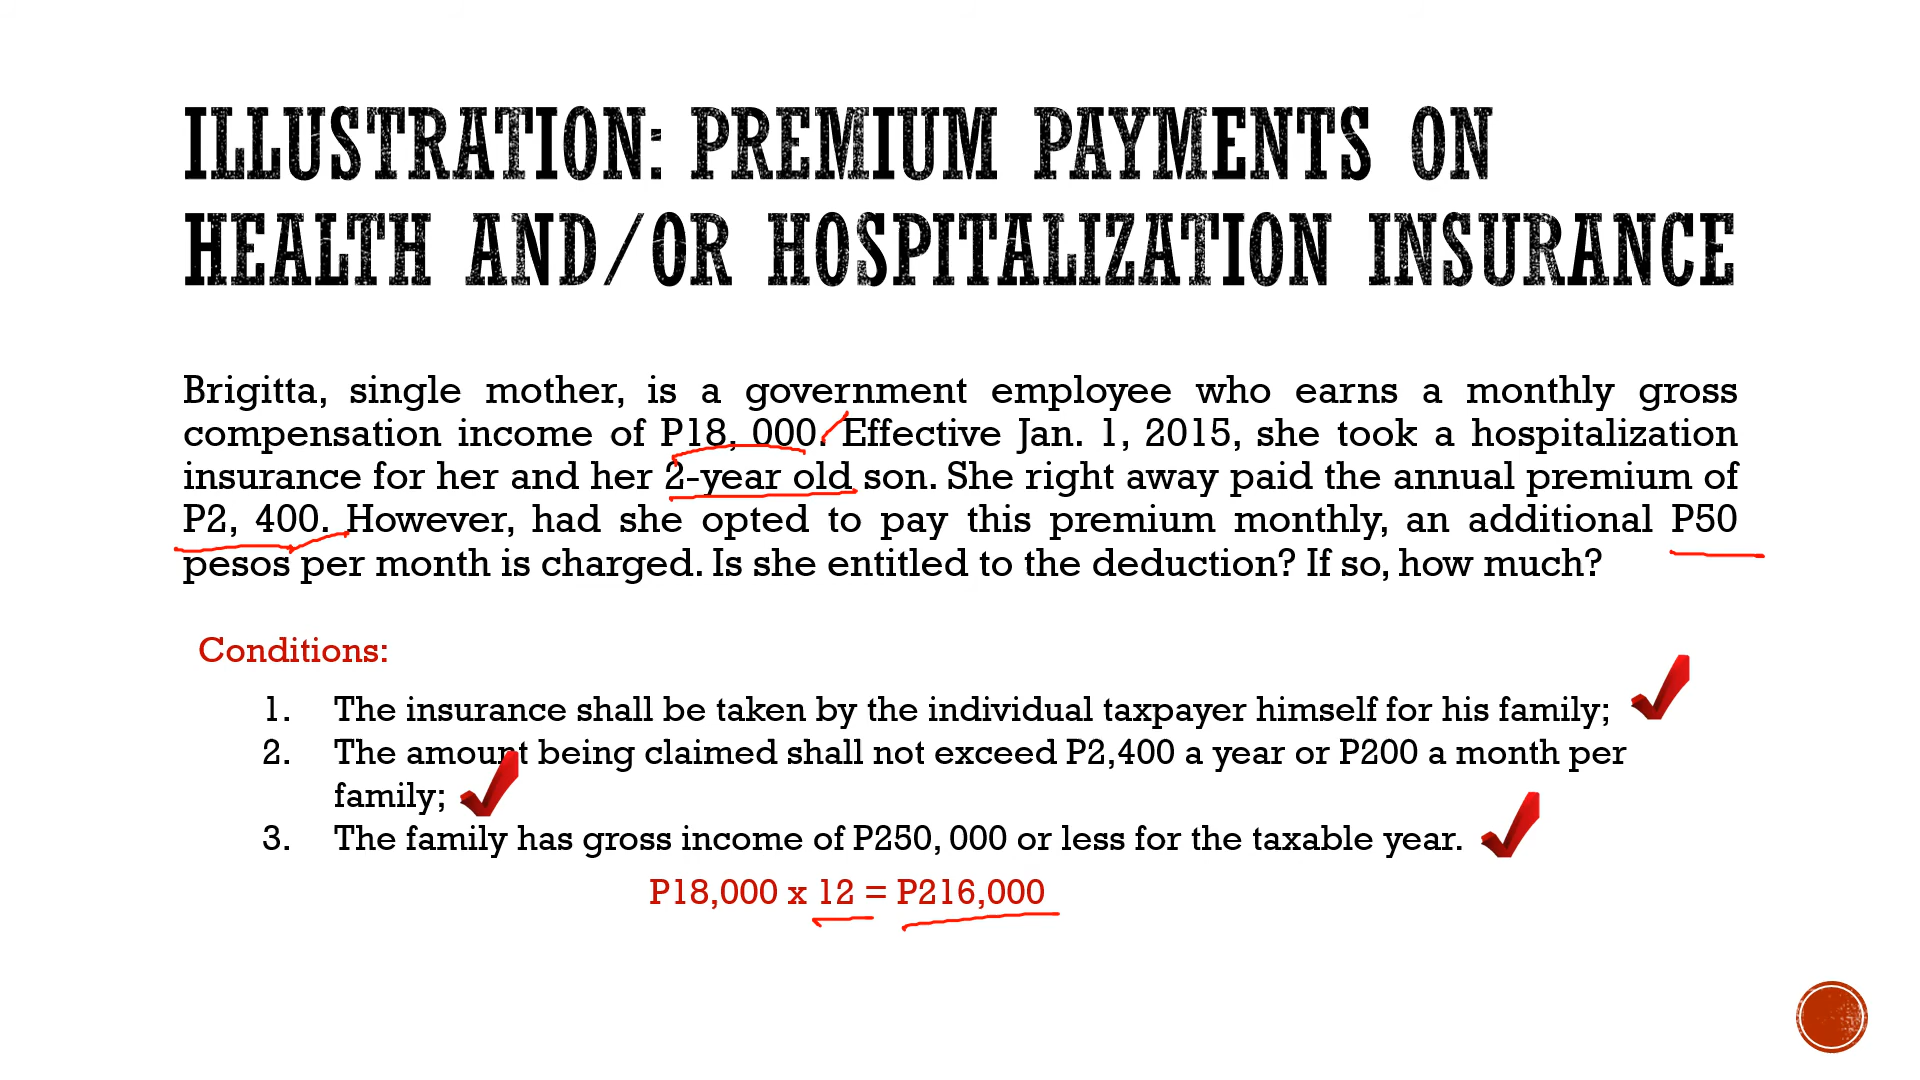 ILLUSTRATION: PREMIUM PAYMENTS ON
HEALTH AND/OR HOSPITALIZATION INSURANCE
Brigitta, single mother, is a government employee who earns a monthly gross
compensation income of P18, 000. Effective Jan. 1, 2015, she took a hospitalization
insurance for her and her 2-year old son. She right away paid the annual premium of
P2, 400. However, had she opted to pay this premium monthly, an additional P50
pesos per month is charged. Is she entitled to the deduction? If so, how much?
Conditions:
1. The insurance shall be taken by the individual taxpayer himself for his family;
2. The amount being claimed shall not exceed P2,400 a year or P200 a month per
family;
3. The family has gross income of P250, 000 or less for the taxable year.
P18,000 x 12 = P216,000